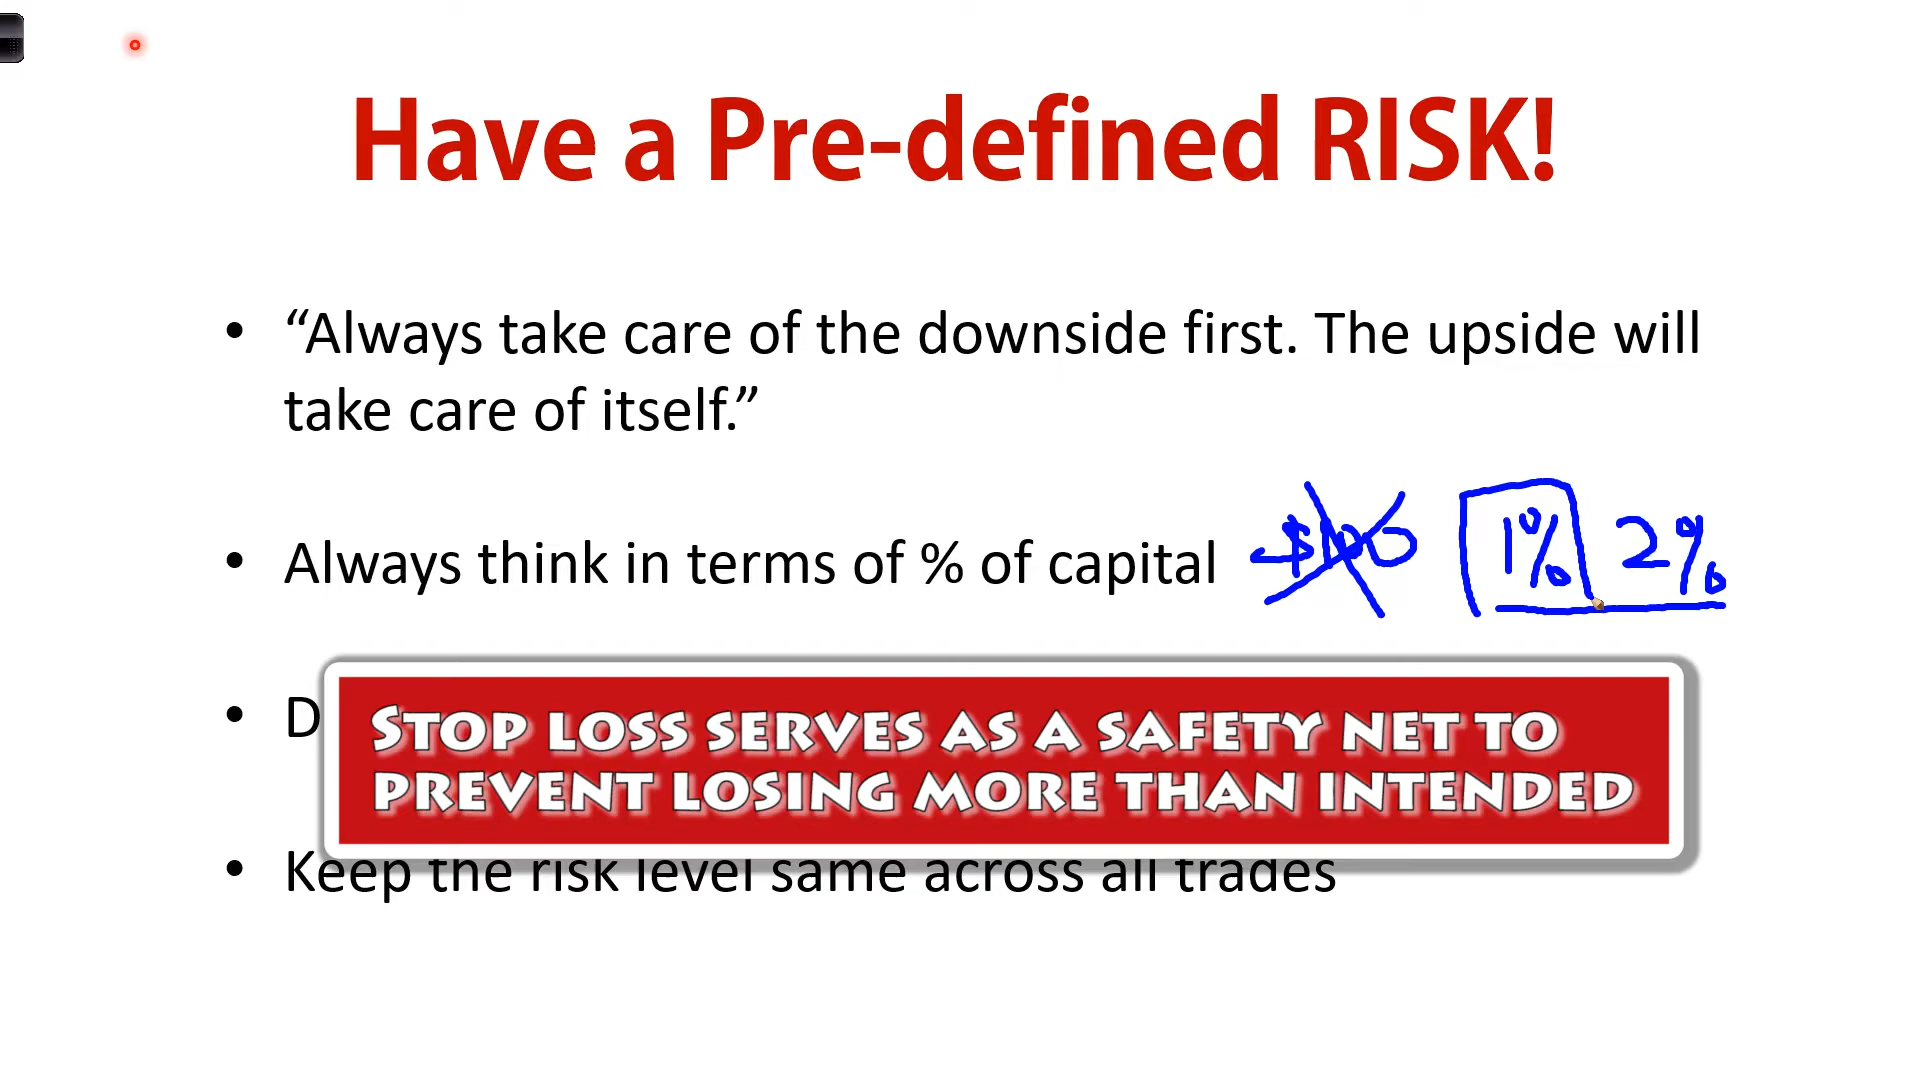 Have a Pre-defined RISK!
• “Always take care of the downside first. The upside will
take care of itself.”
• Always think in terms of % of capital 1% 2%
• D
STOP LOSS SERVES AS A SAFETY NET TO
PREVENT LOSING MORE THAN INTENDED
• Keep the risk level same across all trades